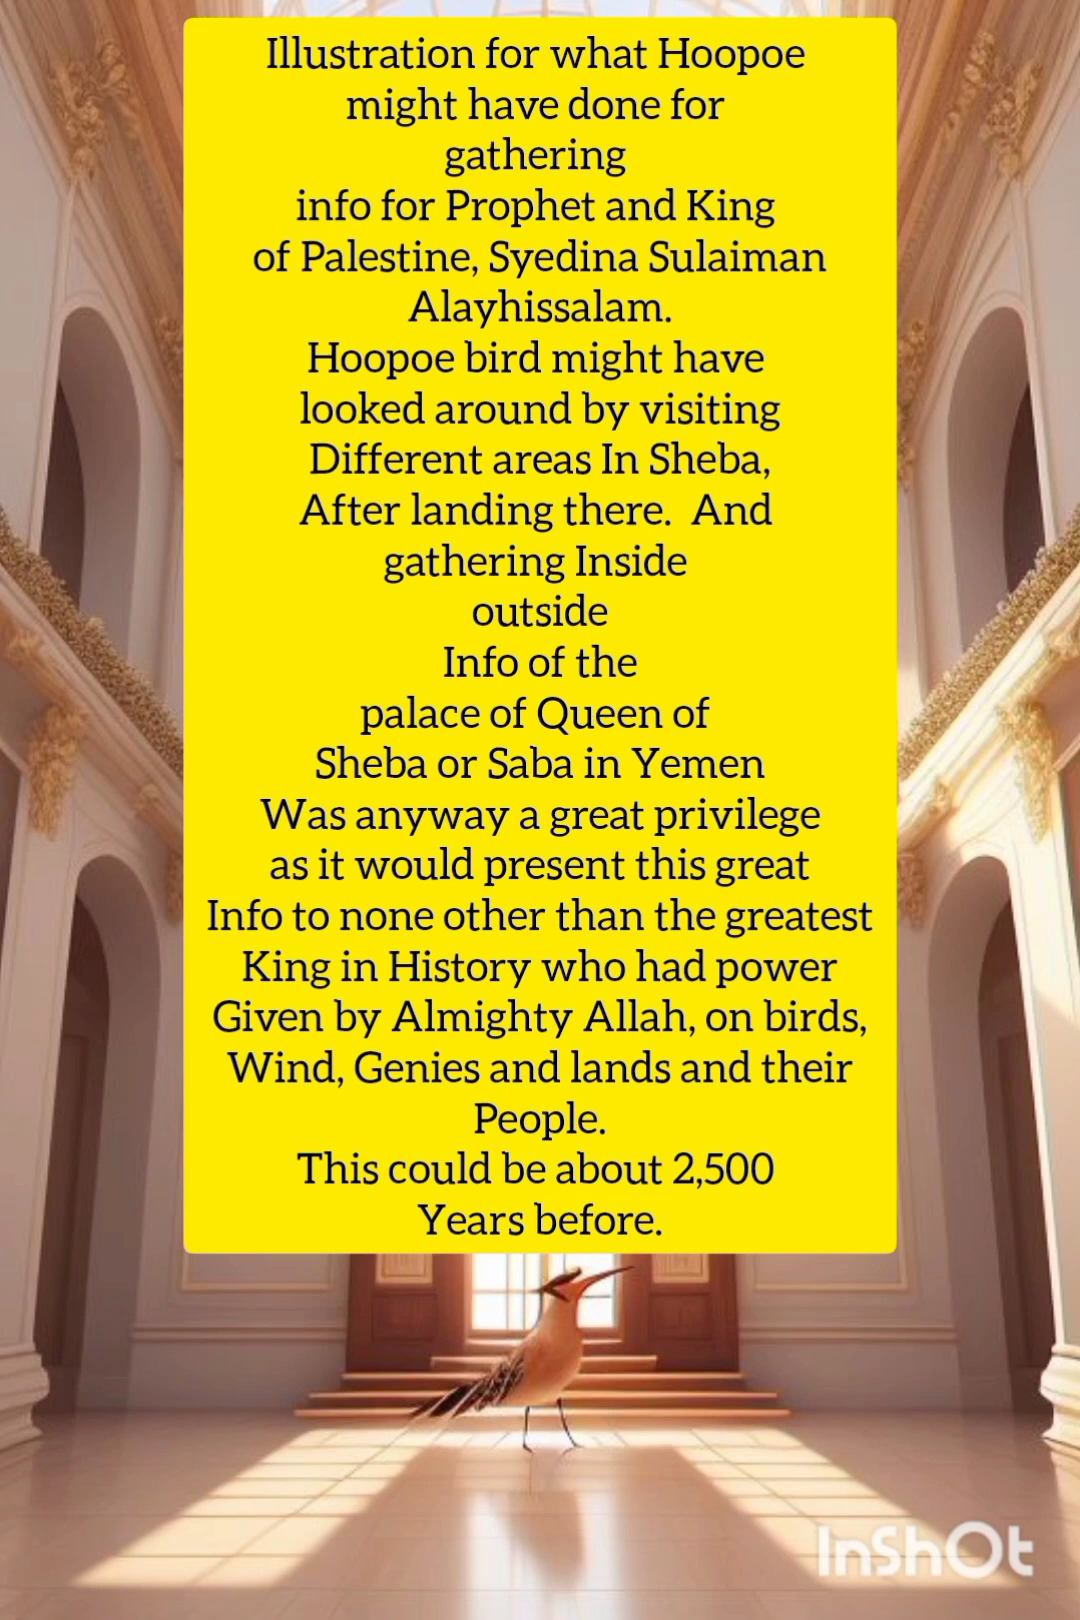 Illustration for what Hoopoe
might have done for
gathering
info for Prophet and King
of Palestine, Syedina Sulaiman
Alayhissalam.
Hoopoe bird might have
looked around by visiting
Different areas In Sheba,
After landing there.  And
gathering Inside
outside
Info of the
palace of Queen of
Sheba or Saba in Yemen
Was anyway a great privilege
as it would present this great
Info to none other than the greatest
King in History who had power
Given by Almighty Allah, on birds,
Wind, Genies and lands and their
People.
This could be about 2,500
Years before.
InShOt